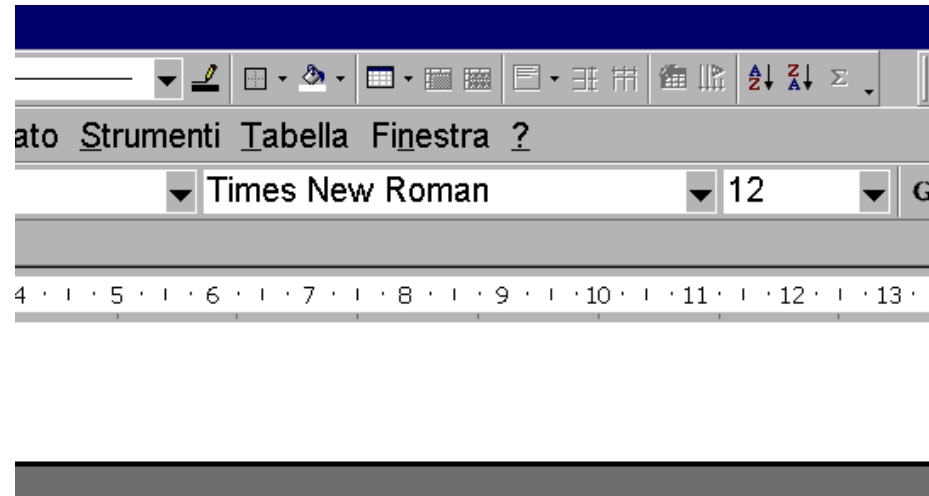 A Z Z A Σ
ato Strumenti Tabella Finestra ?
Times New Roman 12 G
4 5 6 7 8 9 10 11 12 13